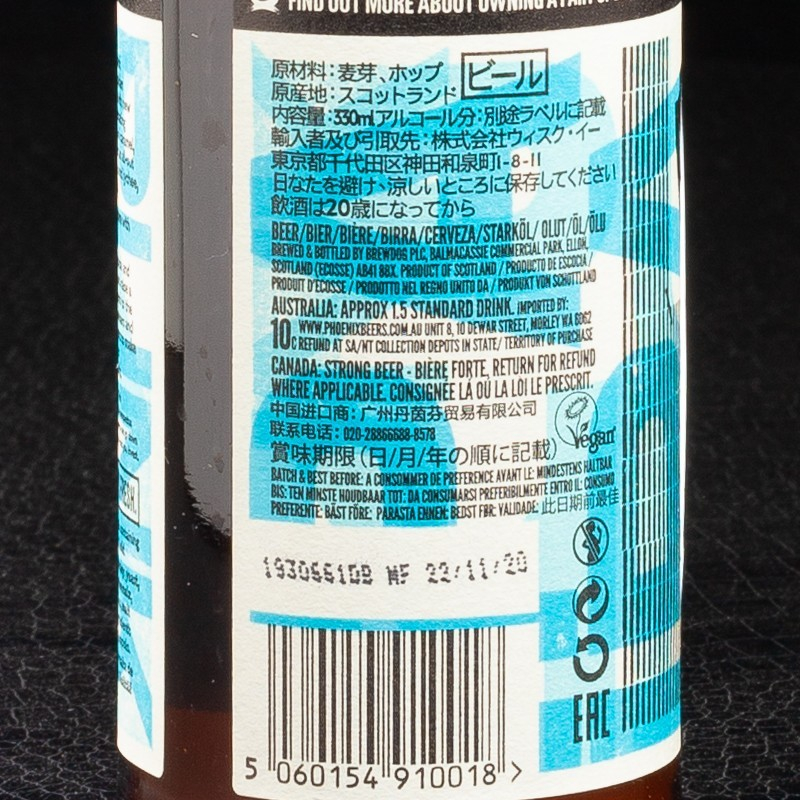 FIND OUT MORE ABOUT OWNING A PART OF
原材料：麦芽、ホップ
ビール
原産地：スコットランド
内容量：330mlアルコール分：別途ラベルに記載
輸入者及び引取先：株式会社ウィスク・イー
東京都千代田区神田和泉町1-8-11
日なたを避け、涼しいところに保存してください
飲酒は20歳になってから
BEER/BIER/BIÈRE/BIRRA/CERVEZA/STARKÖL/OLUT/ÖL/ÕLU
BREWED & BOTTLED BY BREWDOG PLC, BALMACASSIE COMMERCIAL PARK, ELLON,
SCOTLAND (ECOSSE) AB41 8BX. PRODUCT OF SCOTLAND / PRODUCTO DE ESCOCIA /
PRODUIT D'ECOSSE / PRODOTTO NEL REGNO UNITO DA / PRODUKT VON SCHOTTLAND
AUSTRALIA: APPROX 1.5 STANDARD DRINK. IMPORTED BY:
10C WWW.PHOENIXBEERS.COM.AU UNIT 8, 10 DEWAR STREET, MORLEY WA 6062
REFUND AT SA/NT COLLECTION DEPOTS IN STATE/ TERRITORY OF PURCHASE
CANADA: STRONG BEER - BIÈRE FORTE, RETURN FOR REFUND
WHERE APPLICABLE. CONSIGNÉE LÁ OÙ LA LOI LE PRESCRIT.
中国进口商：广州丹茵芬贸易有限公司
联系电话：020-28866688-8578
vegan
賞味期限（日/月/年の順に記載）
BATCH & BEST BEFORE: A CONSOMMER DE PREFERENCE AVANT LE: MINDESTENS HALTBAR
BIS: TEN MINSTE HOUDBAAR TOT: DA CONSUMARSI PREFERIBILMENTE ENTRO IL: CONSUMO
PREFERENTE: BÄST FÖRE: PARASTA ENNEN: BEDST FØR: VALIDADE: 此日期前最佳
19306610B MF 22/11/20
EAC
5 060154 910018 >